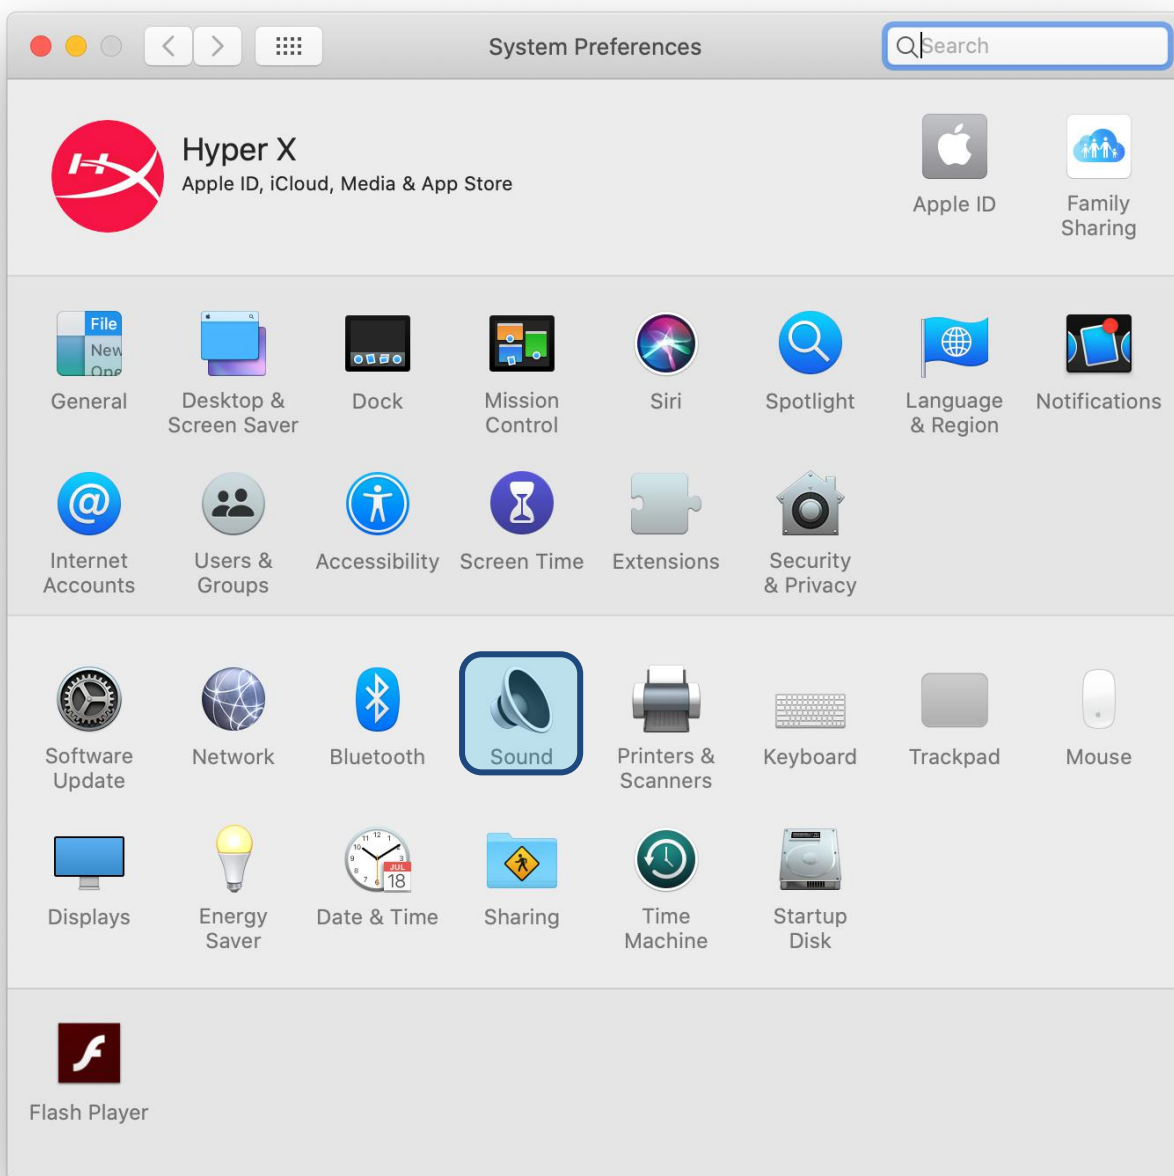 System Preferences
Search
Hyper X
Apple ID, iCloud, Media & App Store
Apple ID
Family
Sharing
File
New
Ope
General
Desktop &
Screen Saver
Dock
Mission
Control
Siri
Spotlight
Language
& Region
Notifications
Internet
Accounts
Users &
Groups
Accessibility
Screen Time
Extensions
Security
& Privacy
Software
Update
Network
Bluetooth
Sound
Printers &
Scanners
Keyboard
Trackpad
Mouse
Displays
Energy
Saver
JUL
18
Date & Time
Sharing
Time
Machine
Startup
Disk
Flash Player